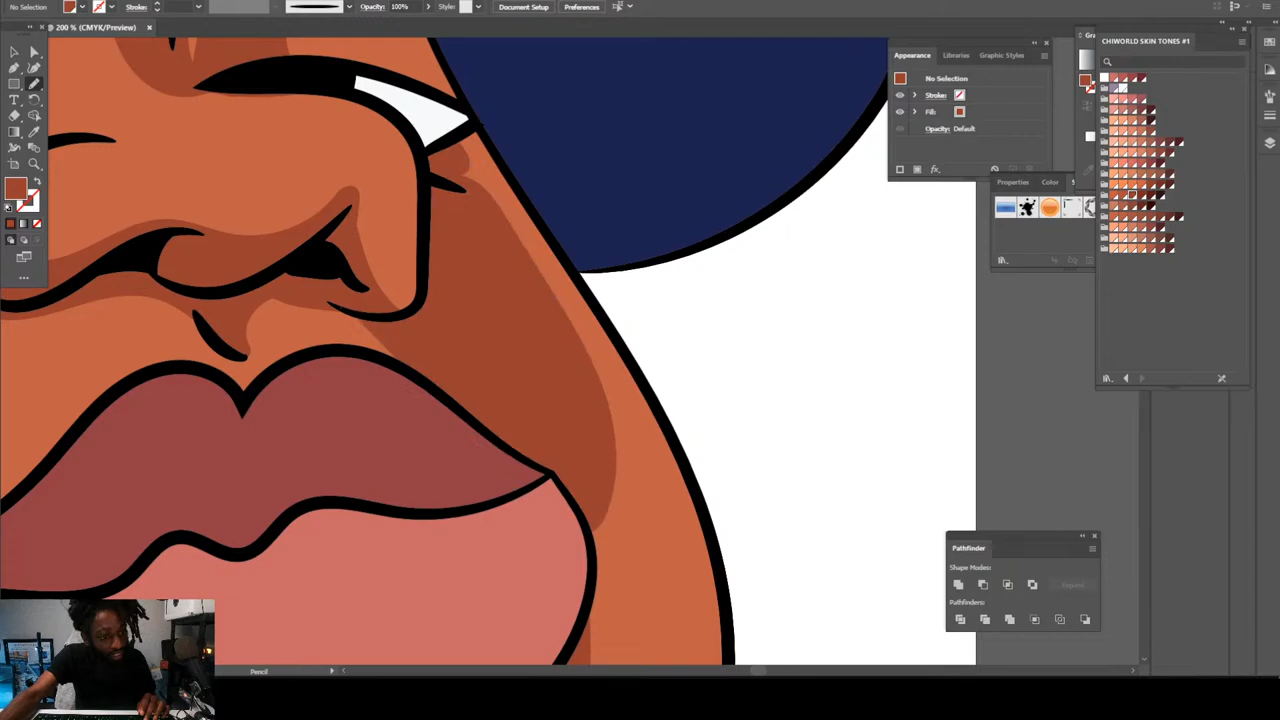 No Selection
Stroke:
Opacity: 100%
Style:
Document Setup
Preferences
200 % (CMYK/Preview)
Appearance
Libraries
Graphic Styles
No Selection
Stroke:
Fill:
Opacity: Default
CHIWORLD SKIN TONES #1
Properties
Color
Pathfinder
Shape Modes:
Expand
Pathfinders:
Pencil